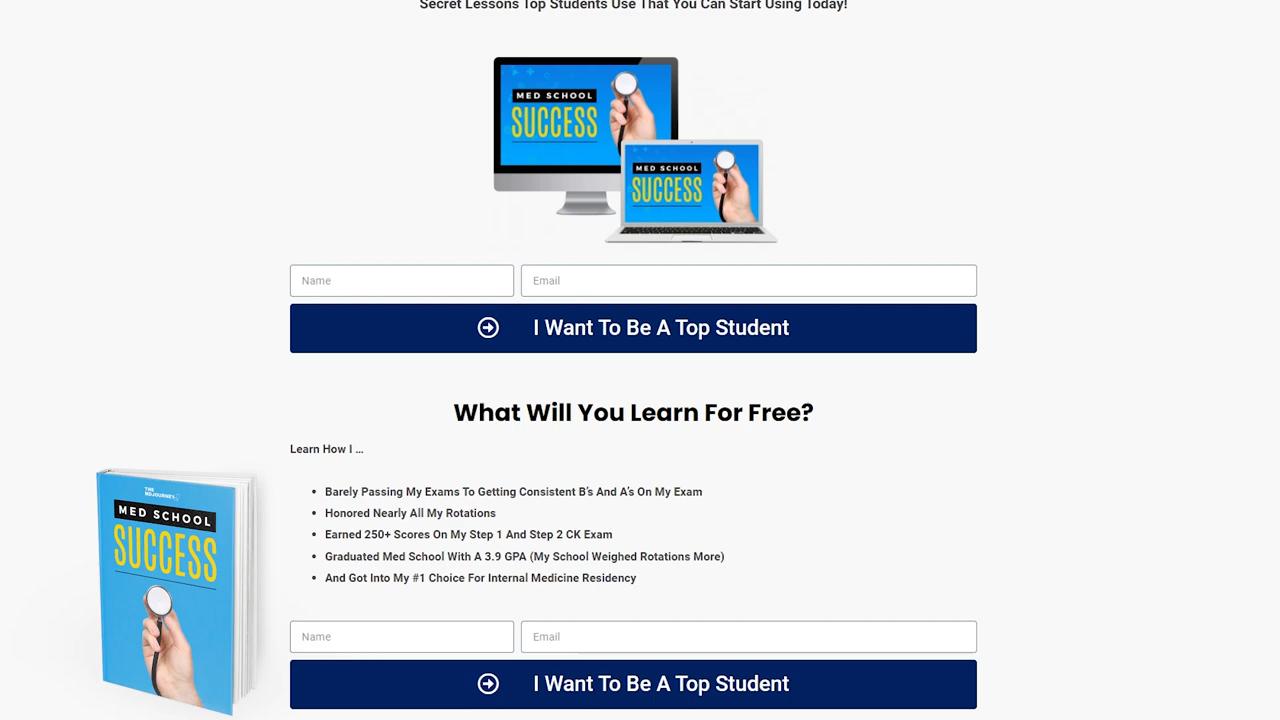 Secret Lessons Top Students Use That You Can Start Using Today!
MED SCHOOL
SUCCESS
MED SCHOOL
SUCCESS
Name
Email
I Want To Be A Top Student
What Will You Learn For Free?
Learn How I ...
• Barely Passing My Exams To Getting Consistent B's And A's On My Exam
• Honored Nearly All My Rotations
• Earned 250+ Scores On My Step 1 And Step 2 CK Exam
• Graduated Med School With A 3.9 GPA (My School Weighed Rotations More)
• And Got Into My #1 Choice For Internal Medicine Residency
THE
MDJOURNEY
MED SCHOOL
SUCCESS
Name
Email
I Want To Be A Top Student